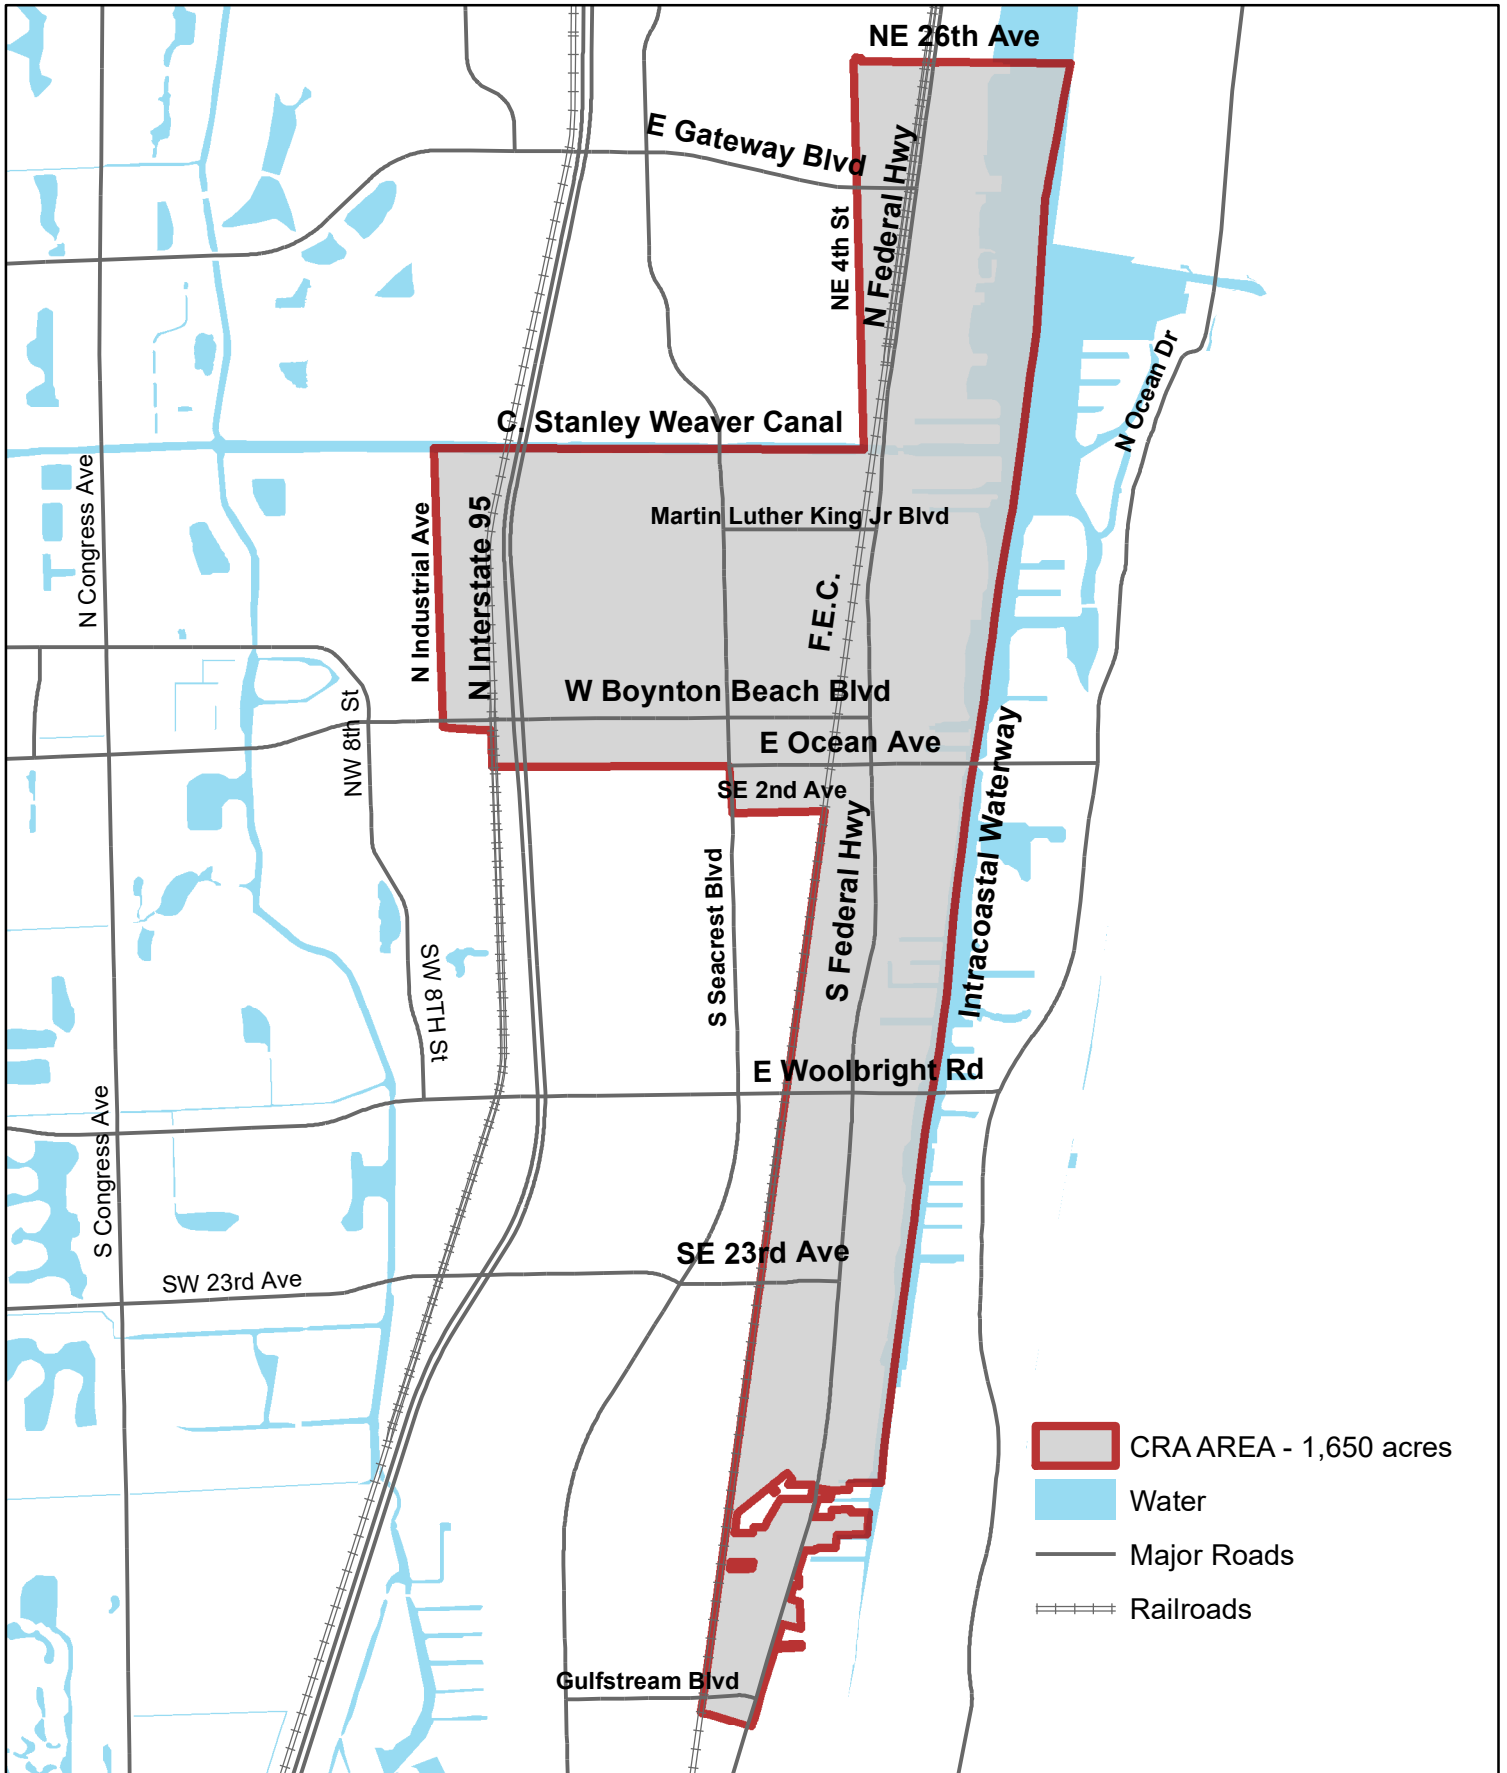 NE 26th Ave
E Gateway Blvd
N Federal Hwy
NE 4th St
N Ocean Dr
C. Stanley Weaver Canal
N Congress Ave
N Industrial Ave
N Interstate 95
Martin Luther King Jr Blvd
F.E.C.
W Boynton Beach Blvd
NW 8th St
E Ocean Ave
SE 2nd Ave
Intracoastal Waterway
S Federal Hwy
S Seacrest Blvd
SW 8TH St
E Woolbright Rd
S Congress Ave
SE 23rd Ave
SW 23rd Ave
CRA AREA - 1,650 acres
Water
Major Roads
Railroads
Gulfstream Blvd